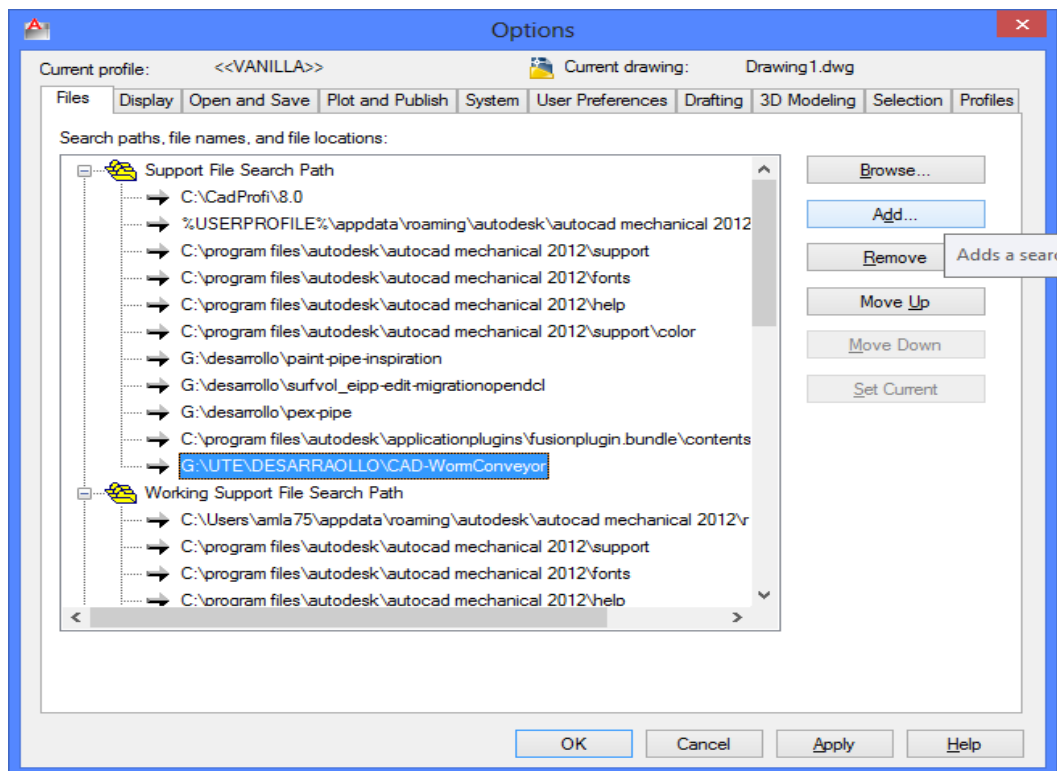 Options
Current profile: <<VANILLA>> Current drawing: Drawing1.dwg
Files Display Open and Save Plot and Publish System User Preferences Drafting 3D Modeling Selection Profiles
Search paths, file names, and file locations:
Support File Search Path
C:\CadProfi\8.0
%USERPROFILE%\appdata\roaming\autodesk\autocad mechanical 2012
C:\program files\autodesk\autocad mechanical 2012\support
C:\program files\autodesk\autocad mechanical 2012\fonts
C:\program files\autodesk\autocad mechanical 2012\help
C:\program files\autodesk\autocad mechanical 2012\support\color
G:\desarrollo\paint-pipe-inspiration
G:\desarrollo\surfvol_eipp-edit-migrationopendcl
G:\desarrollo\pex-pipe
C:\program files\autodesk\applicationplugins\fusionplugin.bundle\contents
G:\UTE\DESARRAOLLO\CAD-WormConveyor
Working Support File Search Path
C:\Users\amla75\appdata\roaming\autodesk\autocad mechanical 2012\r
C:\program files\autodesk\autocad mechanical 2012\support
C:\program files\autodesk\autocad mechanical 2012\fonts
C:\program files\autodesk\autocad mechanical 2012\help
Browse...
Add...
Remove
Adds a sear
Move Up
Move Down
Set Current
OK Cancel Apply Help